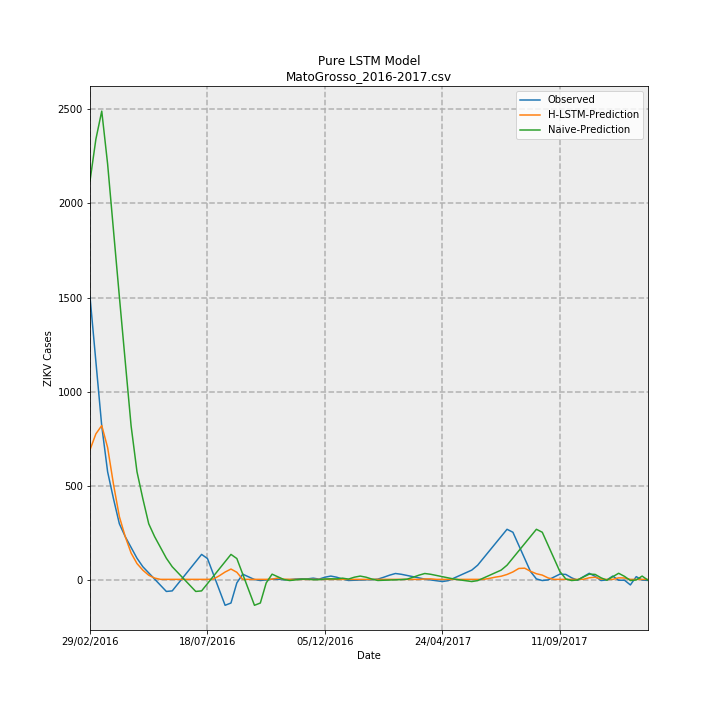 Pure LSTM Model
MatoGrosso_2016-2017.csv
Observed
H-LSTM-Prediction
Naive-Prediction
2500
2000
1500
1000
500
0
ZIKV Cases
29/02/2016
18/07/2016
05/12/2016
24/04/2017
11/09/2017
Date